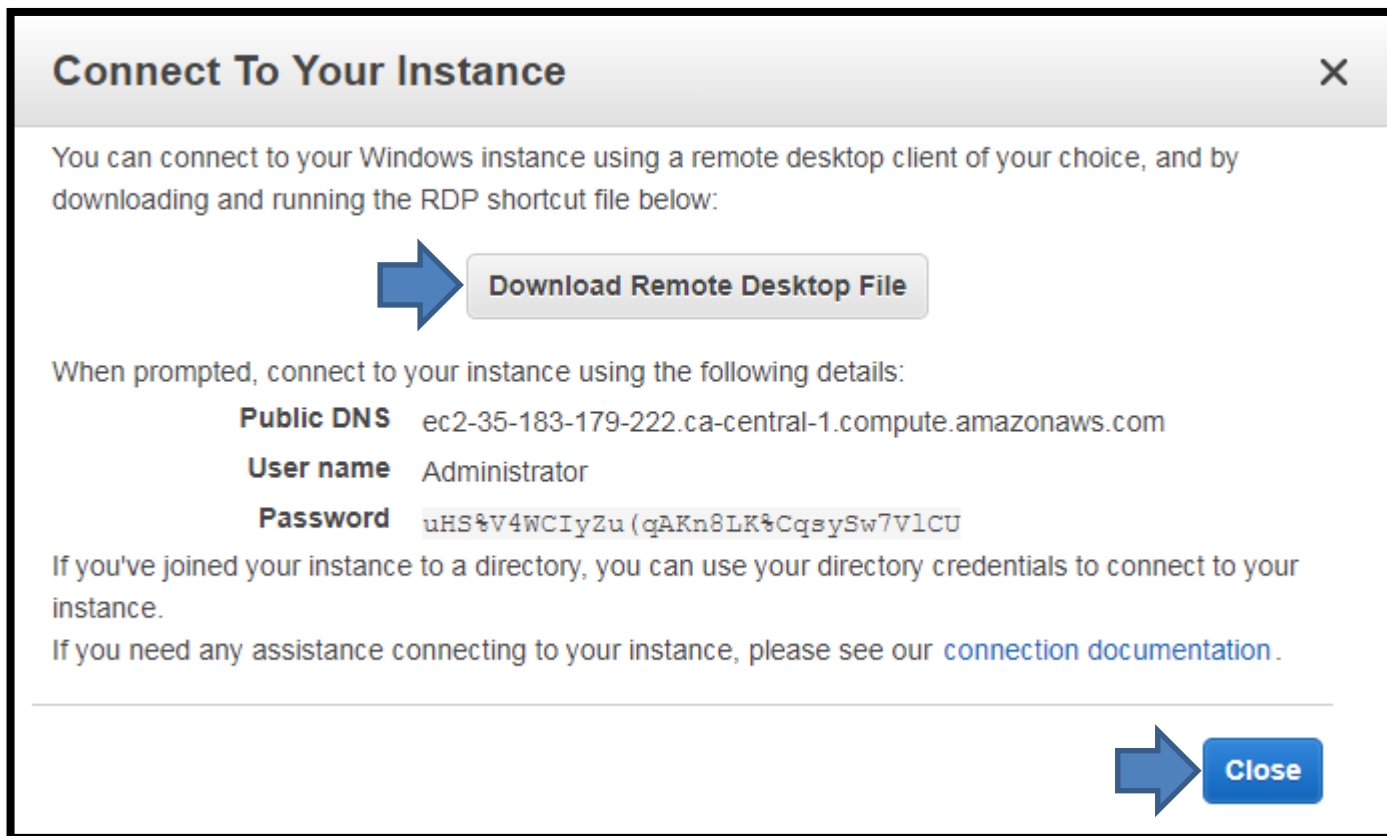 Connect To Your Instance
You can connect to your Windows instance using a remote desktop client of your choice, and by
downloading and running the RDP shortcut file below:
Download Remote Desktop File
When prompted, connect to your instance using the following details:
Public DNS ec2-35-183-179-222.ca-central-1.compute.amazonaws.com
User name Administrator
Password uHS%V4WCIyZu(qAKn8LK%CqsySw7VlCU
If you've joined your instance to a directory, you can use your directory credentials to connect to your
instance.
If you need any assistance connecting to your instance, please see our connection documentation.
Close